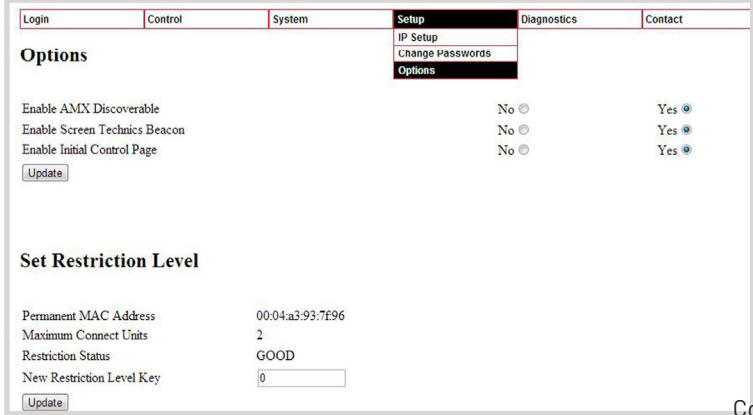 Login Control System Setup Diagnostics Contact
IP Setup
Change Passwords
Options
Options
Enable AMX Discoverable No Yes
Enable Screen Technics Beacon No Yes
Enable Initial Control Page No Yes
Update
Set Restriction Level
Permanent MAC Address 00:04:a3:93:7f:96
Maximum Connect Units 2
Restriction Status GOOD
New Restriction Level Key 0
Update